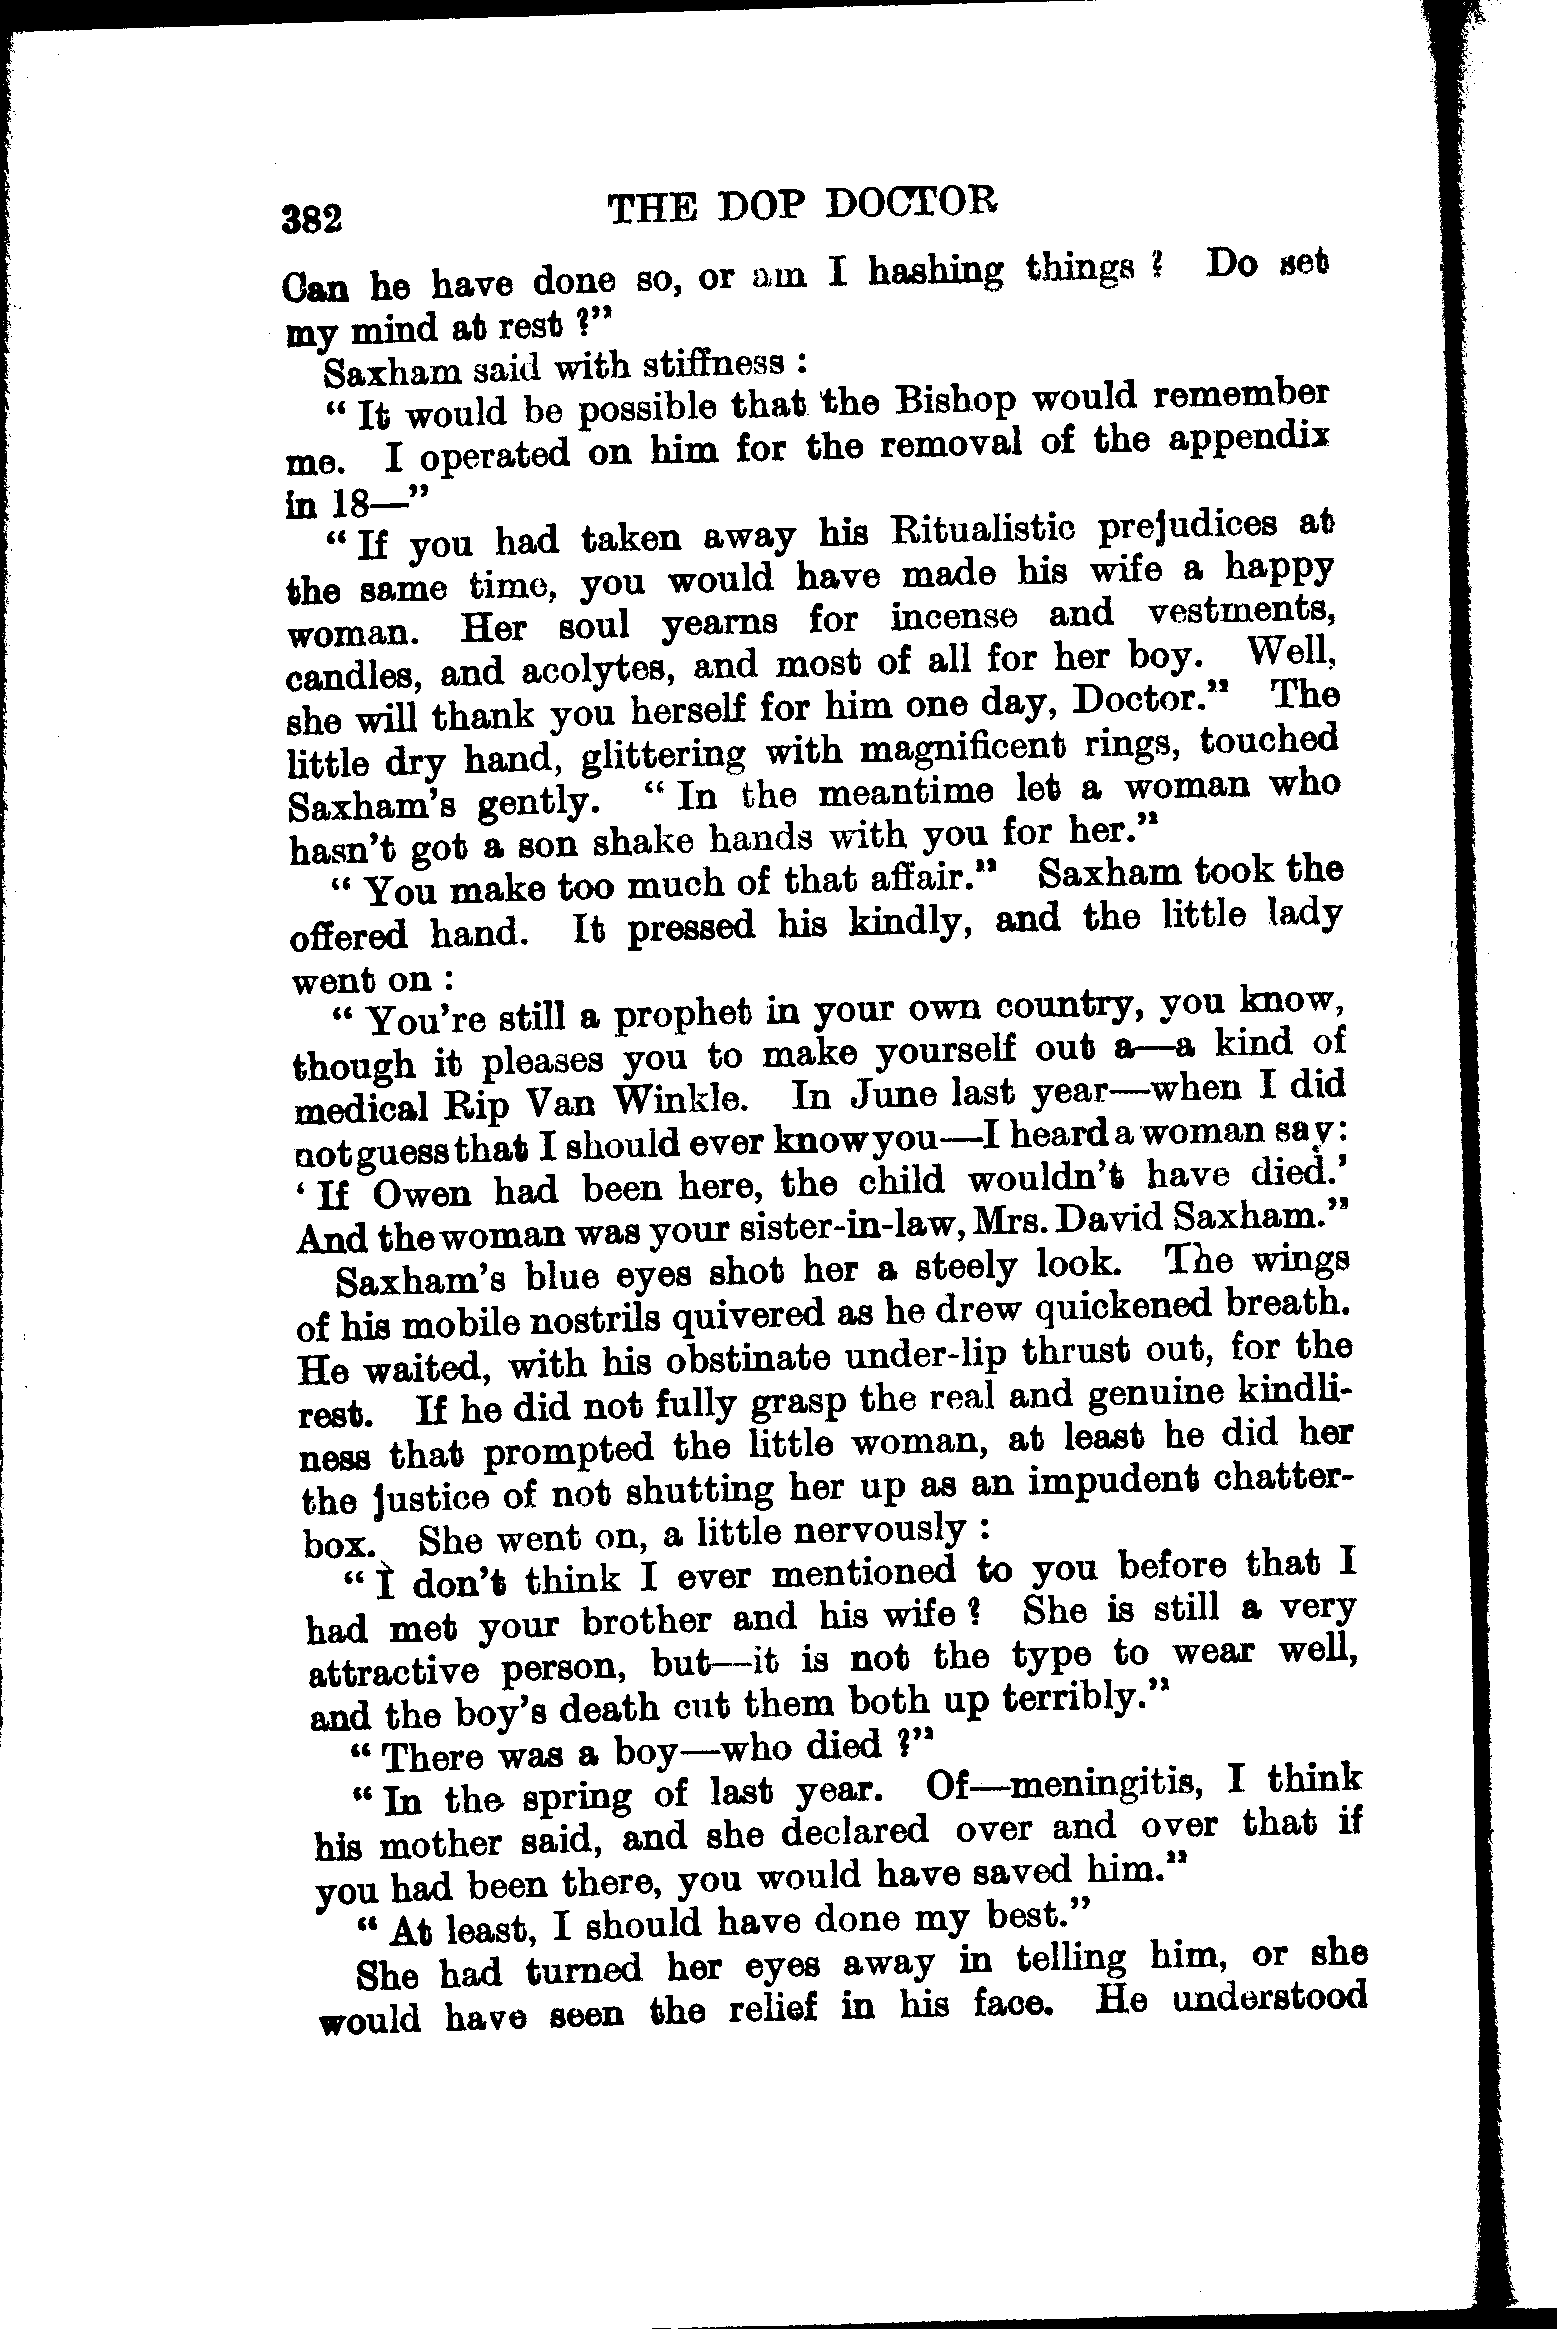 382 THE DOP DOCTOR
Can he have done so, or am I hashing things? Do set
my mind at rest?"
Saxham said with stiffness:
"It would be possible that the Bishop would remember
me. I operated on him for the removal of the appendix
in 18—"
"If you had taken away his Ritualistic prejudices at
the same time, you would have made his wife a happy
woman. Her soul yearns for incense and vestments,
candles, and acolytes, and most of all for her boy. Well,
she will thank you herself for him one day, Doctor." The
little dry hand, glittering with magnificent rings, touched
Saxham's gently. "In the meantime let a woman who
hasn't got a son shake hands with you for her."
"You make too much of that affair." Saxham took the
offered hand. It pressed his kindly, and the little lady
went on:
"You're still a prophet in your own country, you know,
though it pleases you to make yourself out a—a kind of
medical Rip Van Winkle. In June last year—when I did
not guess that I should ever know you—I heard a woman say:
'If Owen had been here, the child wouldn't have died.'
And the woman was your sister-in-law, Mrs. David Saxham."
Saxham's blue eyes shot her a steely look. The wings
of his mobile nostrils quivered as he drew quickened breath.
He waited, with his obstinate under-lip thrust out, for the
rest. If he did not fully grasp the real and genuine kindli-
ness that prompted the little woman, at least he did her
the justice of not shutting her up as an impudent chatter-
box. She went on, a little nervously:
"I don't think I ever mentioned to you before that I
had met your brother and his wife? She is still a very
attractive person, but—it is not the type to wear well,
and the boy's death cut them both up terribly."
"There was a boy—who died?"
"In the spring of last year. Of—meningitis, I think
his mother said, and she declared over and over that if
you had been there, you would have saved him."
"At least, I should have done my best."
She had turned her eyes away in telling him, or she
would have seen the relief in his face. He understood